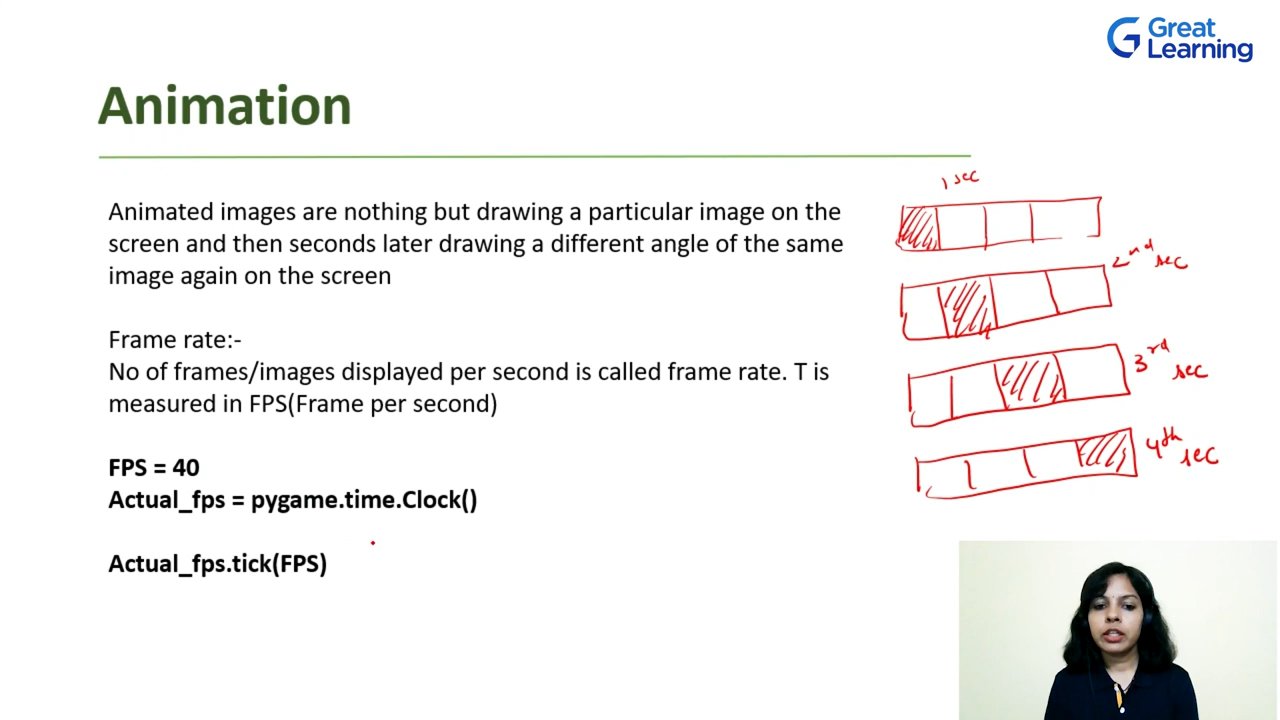 Great
Learning
Animation
Animated images are nothing but drawing a particular image on the
screen and then seconds later drawing a different angle of the same
image again on the screen
Frame rate:-
No of frames/images displayed per second is called frame rate. T is
measured in FPS(Frame per second)
FPS = 40
Actual_fps = pygame.time.Clock()
Actual_fps.tick(FPS)
1 sec
2nd sec
3rd sec
4th sec